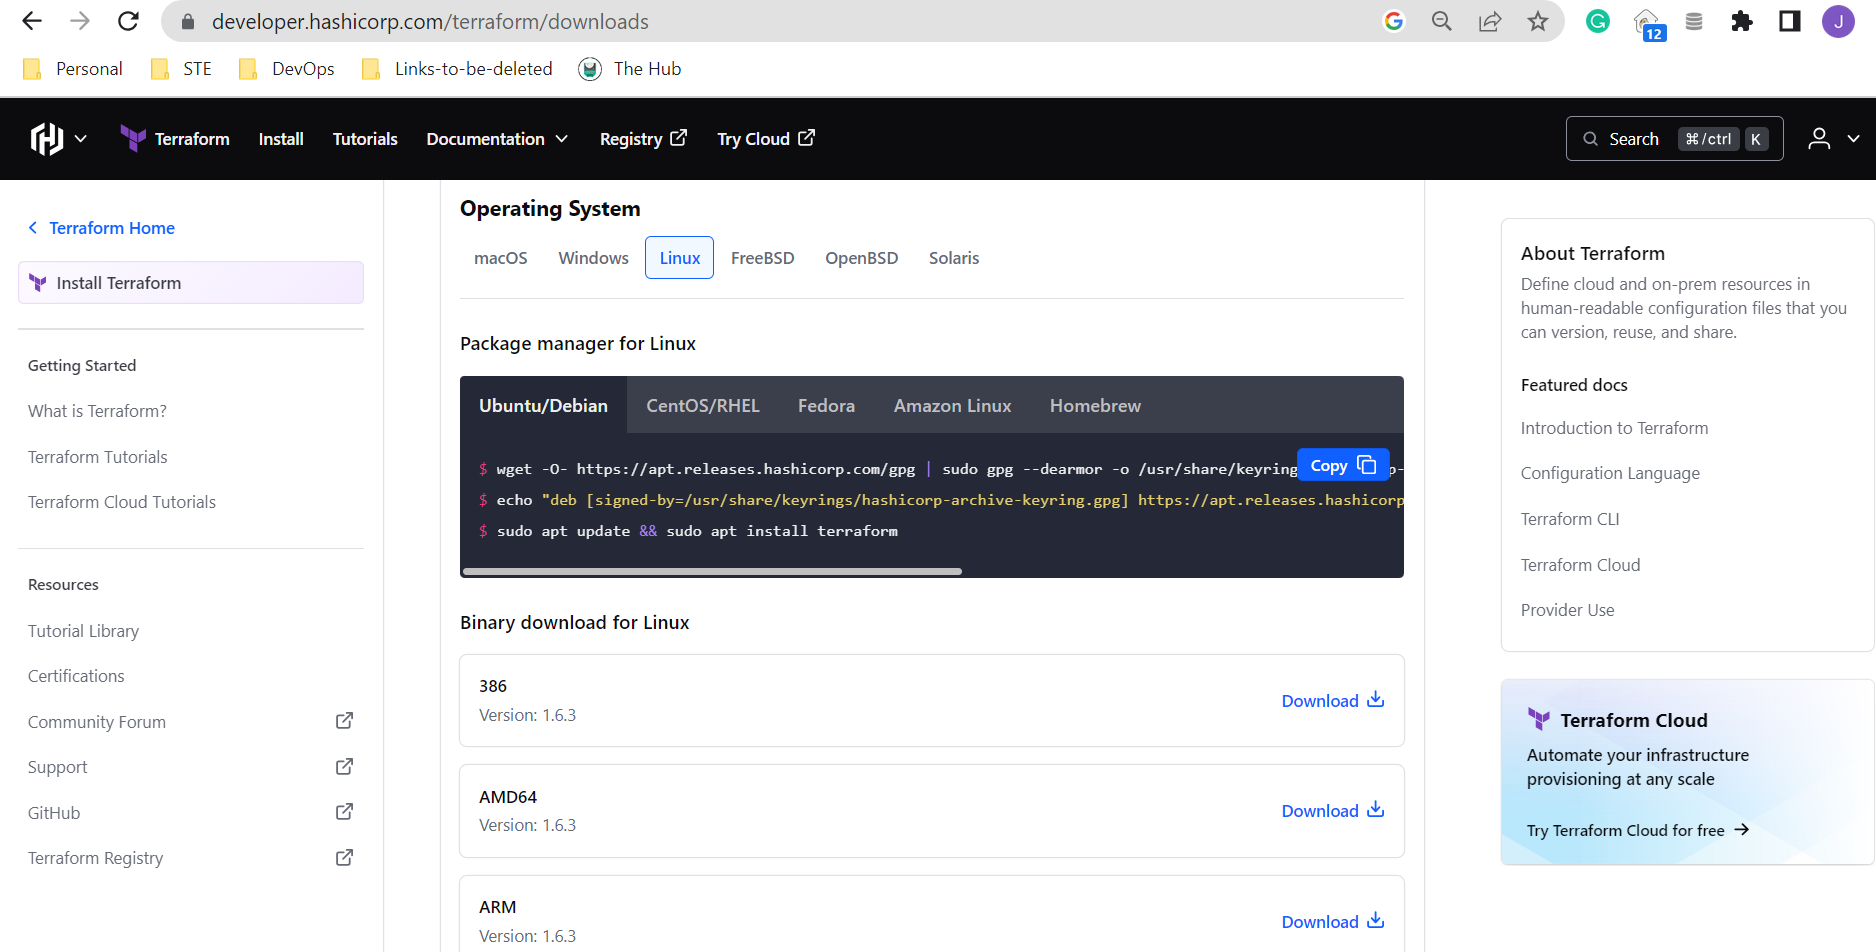 developer.hashicorp.com/terraform/downloads
12
J
Personal
STE
DevOps
Links-to-be-deleted
The Hub
Terraform
Install
Tutorials
Documentation
Registry
Try Cloud
Search
⌘/ctrl
K
Terraform Home
Install Terraform
Getting Started
What is Terraform?
Terraform Tutorials
Terraform Cloud Tutorials
Resources
Tutorial Library
Certifications
Community Forum
Support
GitHub
Terraform Registry
Operating System
macOS
Windows
Linux
FreeBSD
OpenBSD
Solaris
Package manager for Linux
Ubuntu/Debian
CentOS/RHEL
Fedora
Amazon Linux
Homebrew
$ wget -O- https://apt.releases.hashicorp.com/gpg | sudo gpg --dearmor -o /usr/share/keyring
Copy
$ echo "deb [signed-by=/usr/share/keyrings/hashicorp-archive-keyring.gpg] https://apt.releases.hashicorp
$ sudo apt update && sudo apt install terraform
Binary download for Linux
386
Version: 1.6.3
Download
AMD64
Version: 1.6.3
Download
ARM
Version: 1.6.3
Download
About Terraform
Define cloud and on-prem resources in
human-readable configuration files that you
can version, reuse, and share.
Featured docs
Introduction to Terraform
Configuration Language
Terraform CLI
Terraform Cloud
Provider Use
Terraform Cloud
Automate your infrastructure
provisioning at any scale
Try Terraform Cloud for free